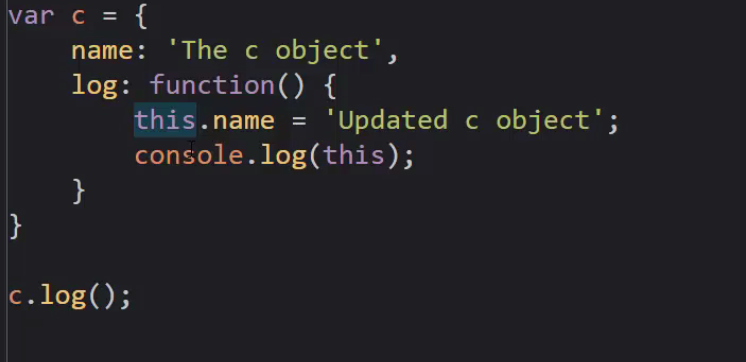 var c = {
    name: 'The c object',
    log: function() {
        this.name = 'Updated c object';
        console.log(this);
    }
}

c.log();